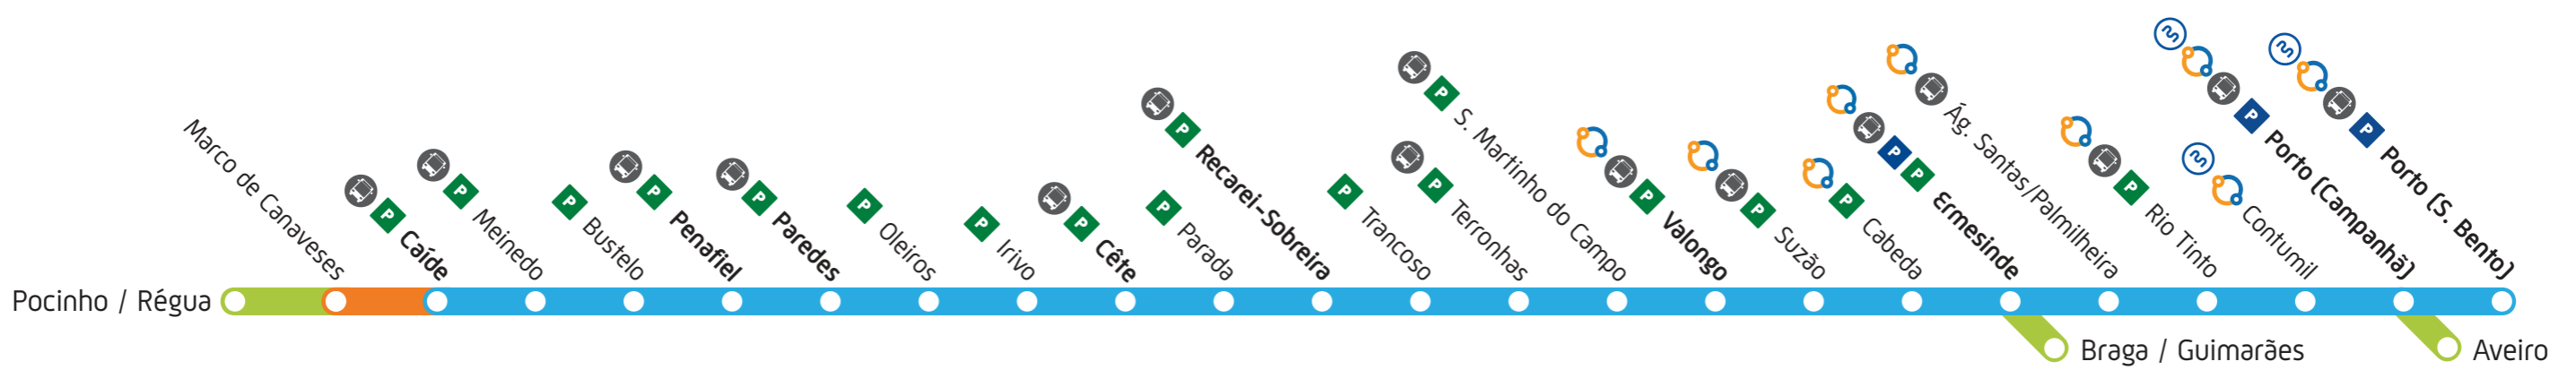 Pocinho / Régua
Marco de Canaveses
P Caíde
P Meinedo
P Bustelo
P Penafiel
P Paredes
P Oleiros
P Irivo
P Cête
P Parada
P Recarei-Sobreira
P Trancoso
P Terronhas
P S. Martinho do Campo
P Valongo
P Suzão
P Cabeda
P P Ermesinde
Ág. Santas/Palmilheira
P Rio Tinto
Contumil
P Porto (Campanhã)
P Porto (S. Bento)
Braga / Guimarães
Aveiro